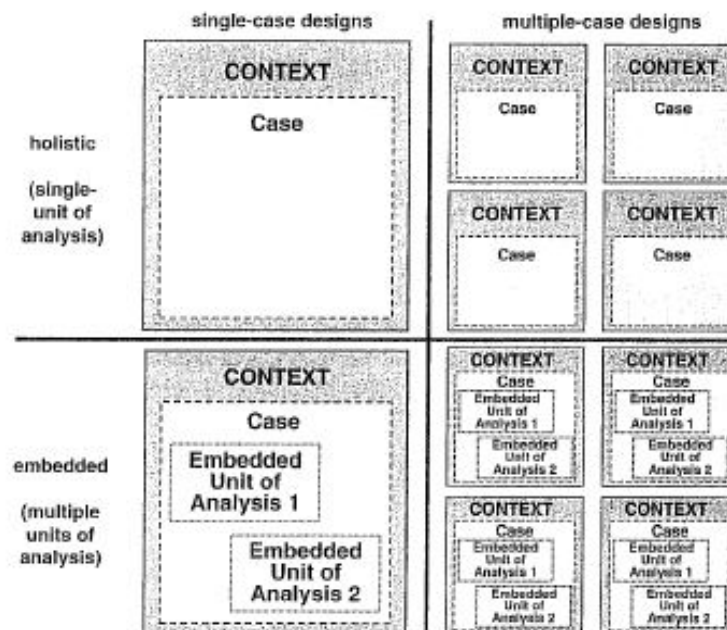 single-case designs
multiple-case designs
holistic
(single-
unit of
analysis)
CONTEXT
Case
CONTEXT
Case
CONTEXT
Case
CONTEXT
Case
CONTEXT
Case
embedded
(multiple
units of
analysis)
CONTEXT
Case
Embedded
Unit of
Analysis 1
Embedded
Unit of
Analysis 2
CONTEXT
Case
Embedded
Unit of
Analysis 1
Embedded
Unit of
Analysis 2
CONTEXT
Case
Embedded
Unit of
Analysis 1
Embedded
Unit of
Analysis 2
CONTEXT
Case
Embedded
Unit of
Analysis 1
Embedded
Unit of
Analysis 2
CONTEXT
Case
Embedded
Unit of
Analysis 1
Embedded
Unit of
Analysis 2